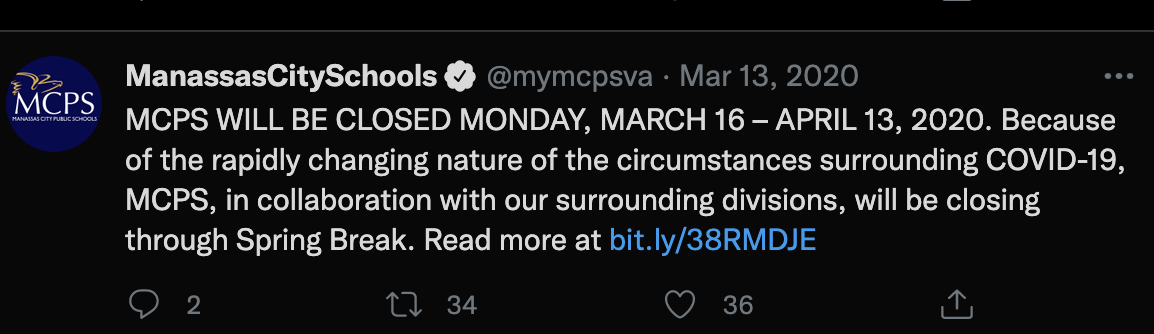 MCPS
MANASSAS CITY PUBLIC SCHOOLS
ManassasCitySchools @mymcpsva · Mar 13, 2020
MCPS WILL BE CLOSED MONDAY, MARCH 16 – APRIL 13, 2020. Because
of the rapidly changing nature of the circumstances surrounding COVID-19,
MCPS, in collaboration with our surrounding divisions, will be closing
through Spring Break. Read more at bit.ly/38RMDJE
2 34 36